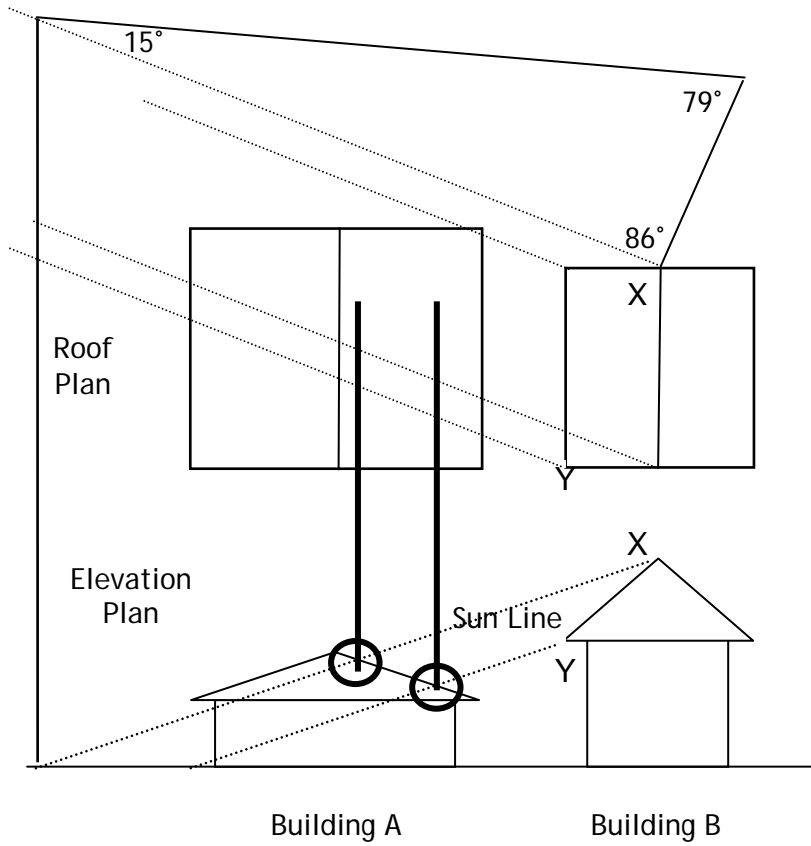 15°
79°
86°
X
Roof
Plan
Y
X
Elevation
Plan
Sun Line
Y
Building A
Building B